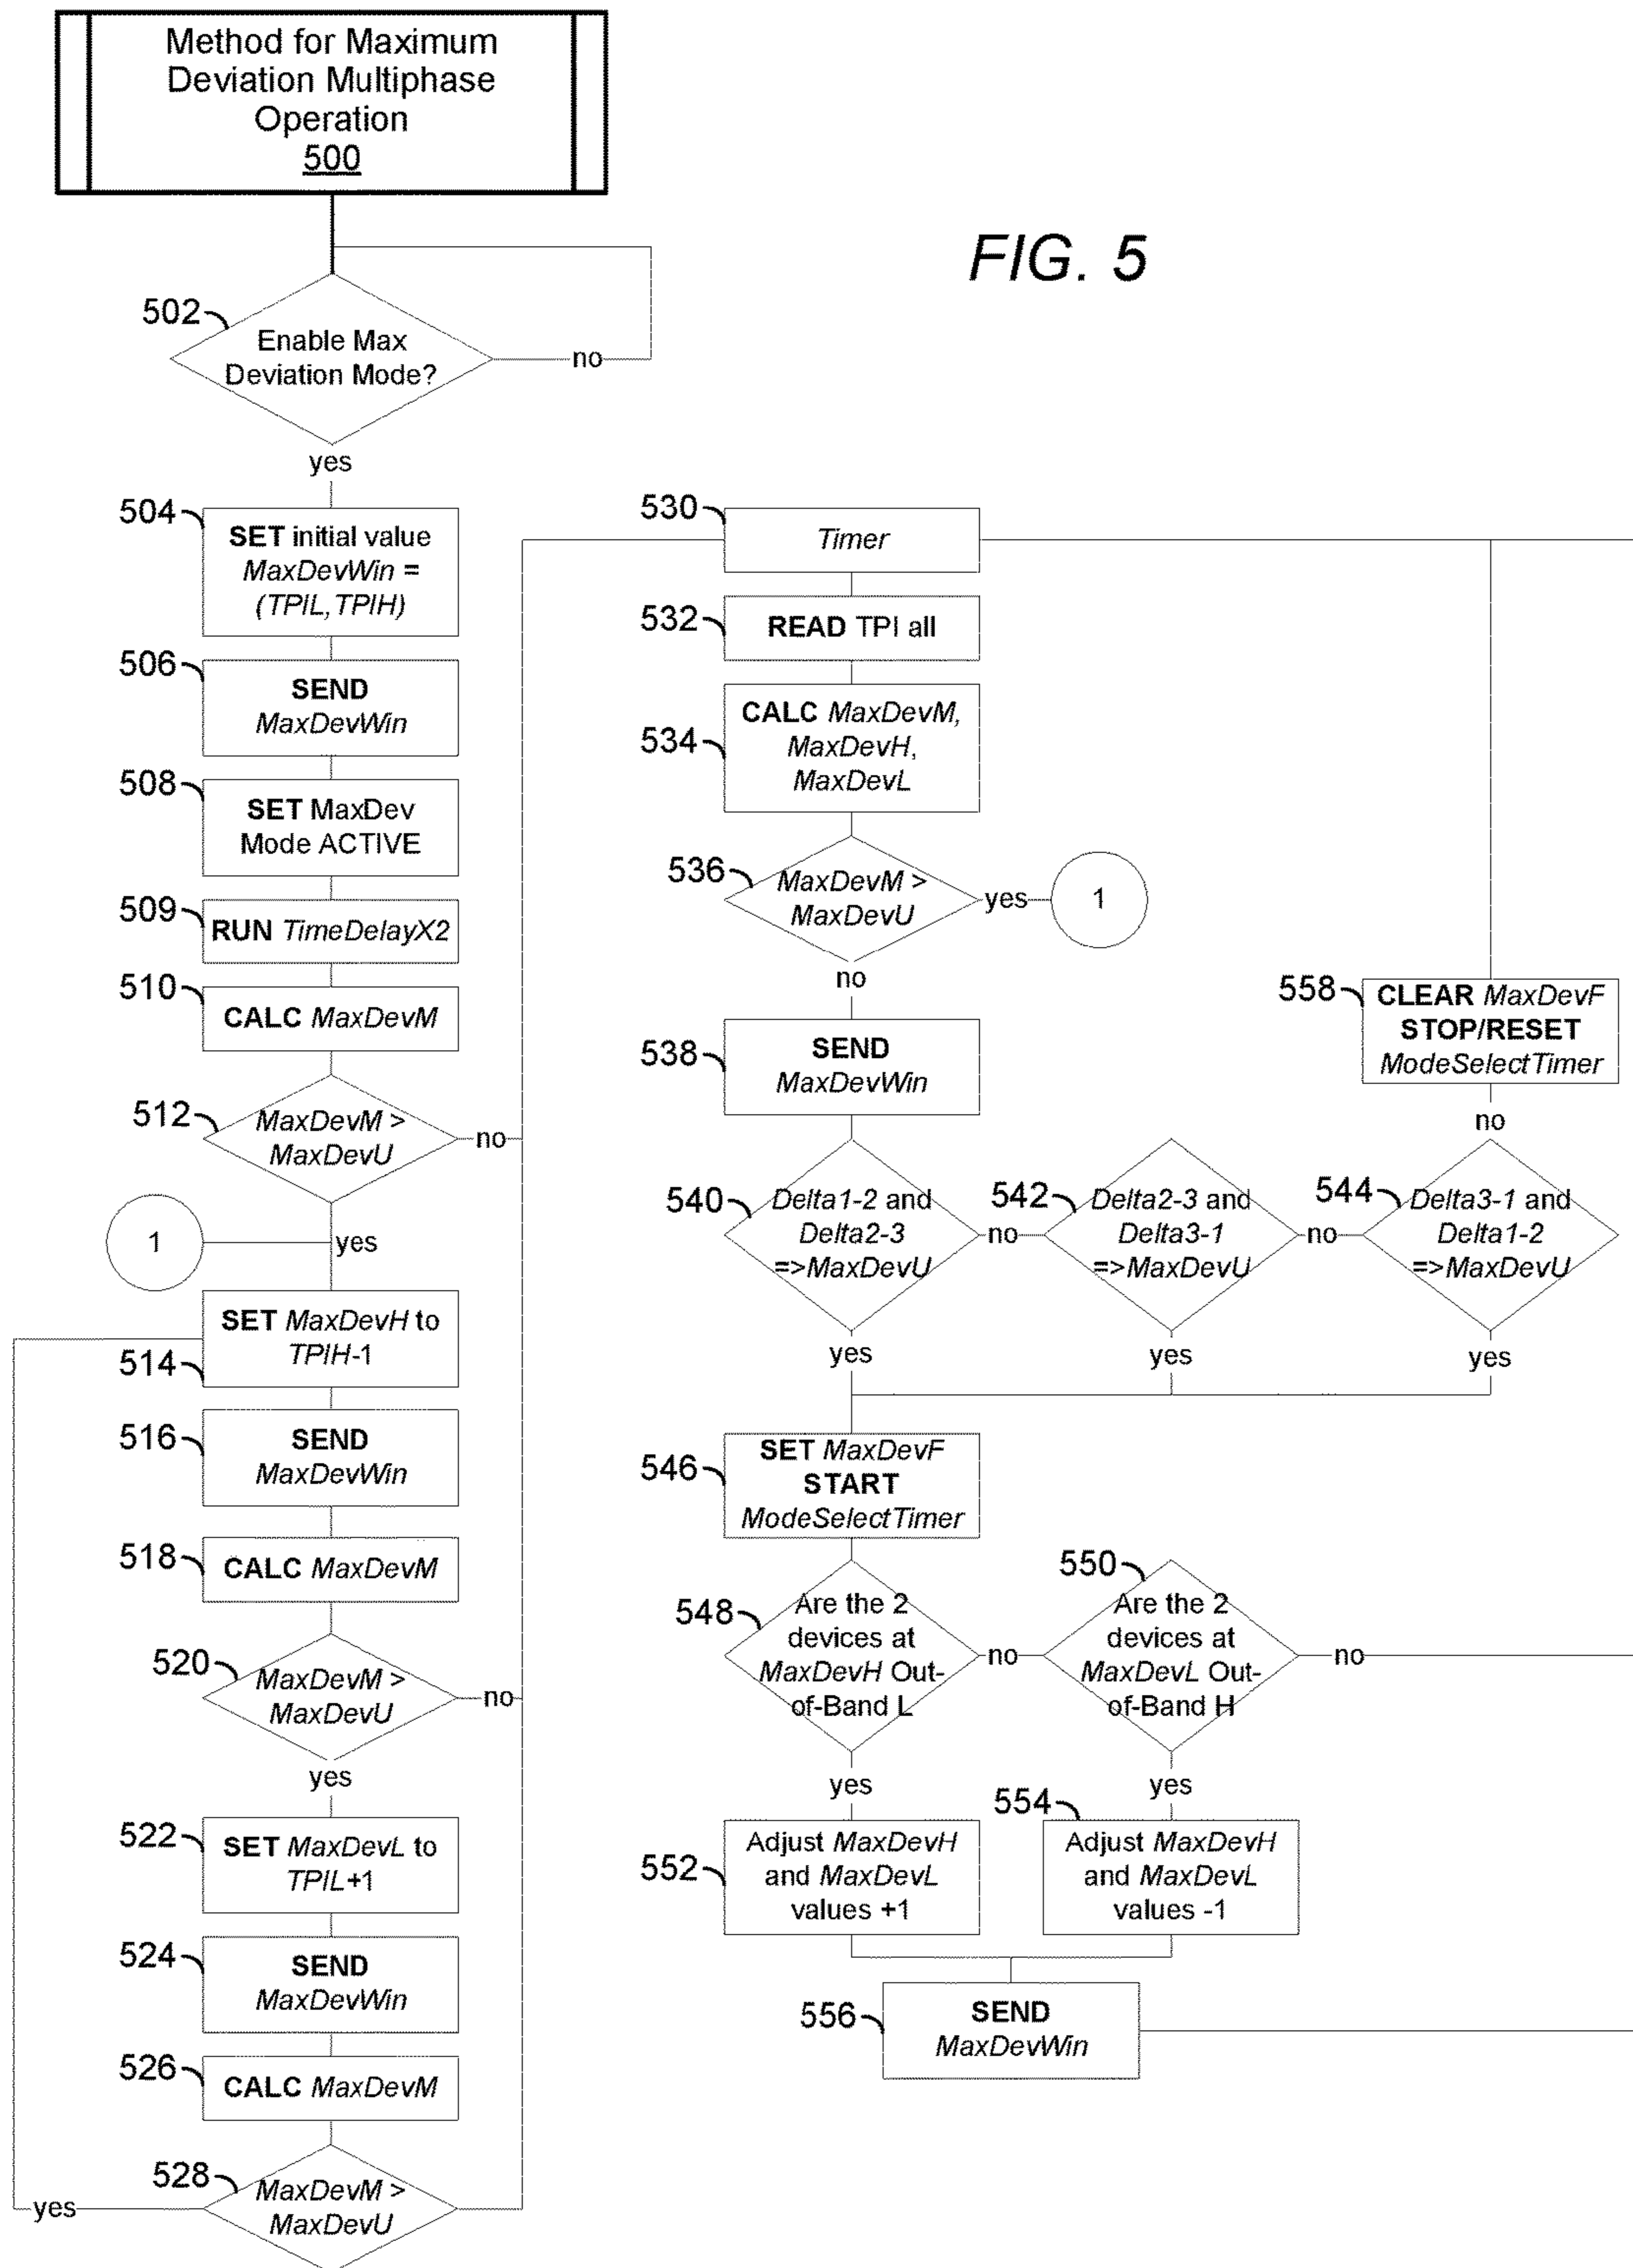 Method for Maximum
Deviation Multiphase
Operation
500
FIG. 5
502
Enable Max
Deviation Mode?
no
yes
504
SET initial value
MaxDevWin =
(TPIL,TPIH)
506
SEND
MaxDevWin
508
SET MaxDev
Mode ACTIVE
509
RUN TimeDelayX2
510
CALC MaxDevM
512
MaxDevM >
MaxDevU
no
1
yes
514
SET MaxDevH to
TPIH-1
516
SEND
MaxDevWin
518
CALC MaxDevM
520
MaxDevM >
MaxDevU
no
yes
522
SET MaxDevL to
TPIL+1
524
SEND
MaxDevWin
526
CALC MaxDevM
528
MaxDevM >
MaxDevU
yes
530
Timer
532
READ TPI all
534
CALC MaxDevM,
MaxDevH,
MaxDevL
536
MaxDevM >
MaxDevU
yes
1
no
538
SEND
MaxDevWin
540
Delta1-2 and
Delta2-3
=>MaxDevU
no
542
Delta2-3 and
Delta3-1
=>MaxDevU
no
544
Delta3-1 and
Delta1-2
=>MaxDevU
no
558
CLEAR MaxDevF
STOP/RESET
ModeSelectTimer
yes
yes
yes
546
SET MaxDevF
START
ModeSelectTimer
548
Are the 2
devices at
MaxDevH Out-
of-Band L
no
550
Are the 2
devices at
MaxDevL Out-
of-Band H
no
yes
yes
552
Adjust MaxDevH
and MaxDevL
values +1
554
Adjust MaxDevH
and MaxDevL
values -1
556
SEND
MaxDevWin